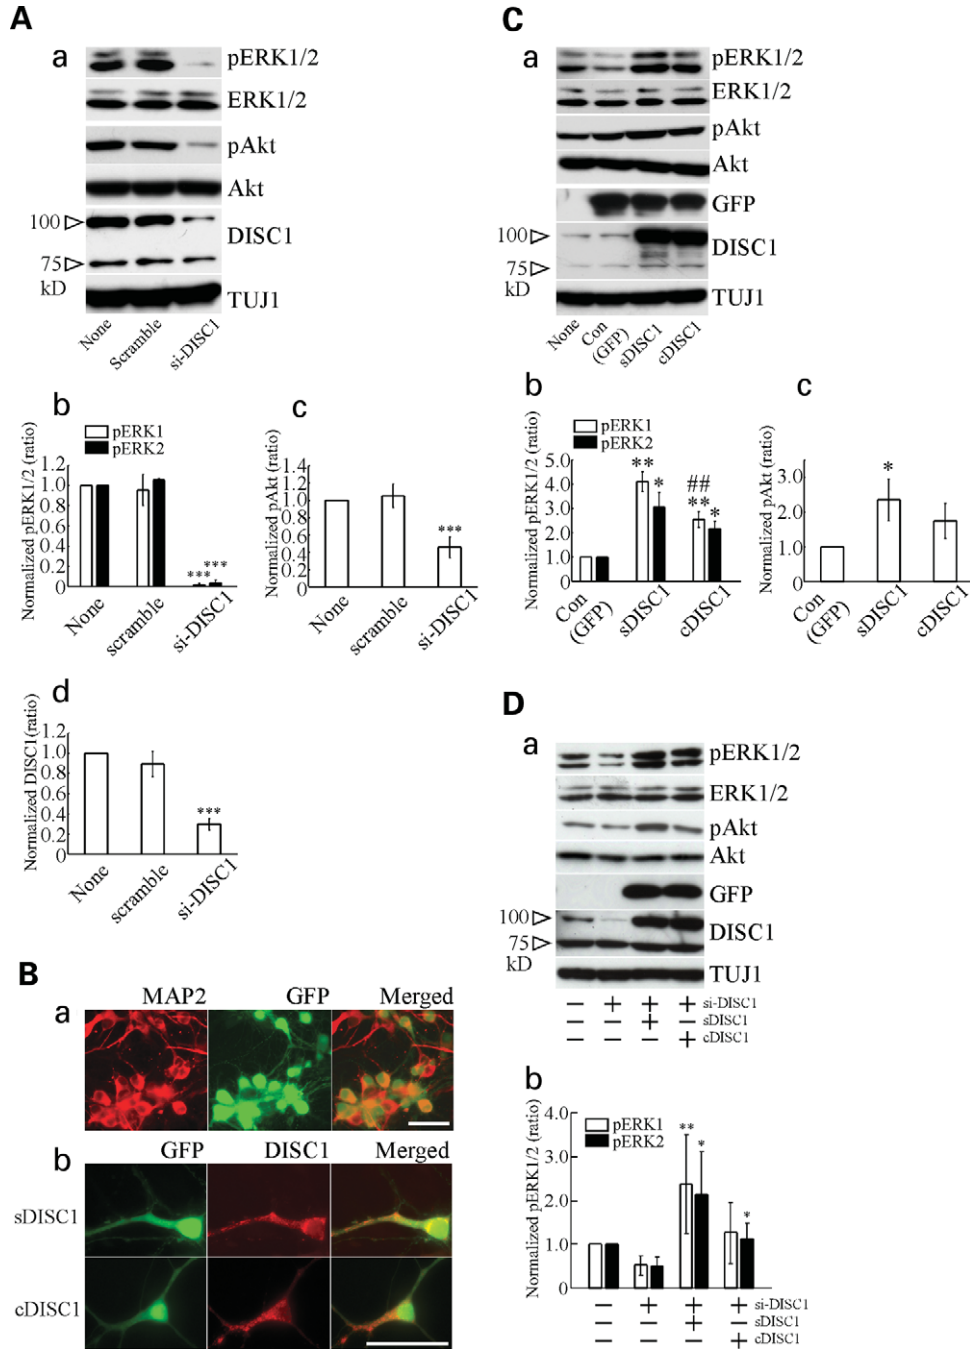 A
a
pERK1/2
ERK1/2
pAkt
Akt
100
DISC1
75
kD
TUJ1
None
Scramble
si-DISC1
b
pERK1
pERK2
Normalized pERK1/2 (ratio)
1.2
1.0
0.8
0.6
0.4
0.2
0
***
***
None
scramble
si-DISC1
c
Normalized pAkt (ratio)
1.4
1.2
1.0
0.8
0.6
0.4
0.2
0
***
None
scramble
si-DISC1
d
Normalized DISC1(ratio)
1.2
1.0
0.8
0.6
0.4
0.2
0
***
None
scramble
si-DISC1
B
MAP2 GFP Merged
a
GFP DISC1 Merged
b
sDISC1
cDISC1
C
a
pERK1/2
ERK1/2
pAkt
Akt
GFP
100
DISC1
75
kD
TUJ1
None
Con
(GFP)
sDISC1
cDISC1
b
pERK1
pERK2
Normalized pERK1/2 (ratio)
5.0
4.0
3.0
2.0
1.0
0
** *
##
** *
Con
(GFP)
sDISC1
cDISC1
c
Normalized pAkt (ratio)
3.0
2.0
1.0
0
*
Con
(GFP)
sDISC1
cDISC1
D
a
pERK1/2
ERK1/2
pAkt
Akt
GFP
100
DISC1
75
kD
TUJ1
— + + + si-DISC1
— — + — sDISC1
— — — + cDISC1
b
pERK1
pERK2
Normalized pERK1/2 (ratio)
4.0
3.0
2.0
1.0
0
** *
*
— + + + si-DISC1
— — + — sDISC1
— — — + cDISC1